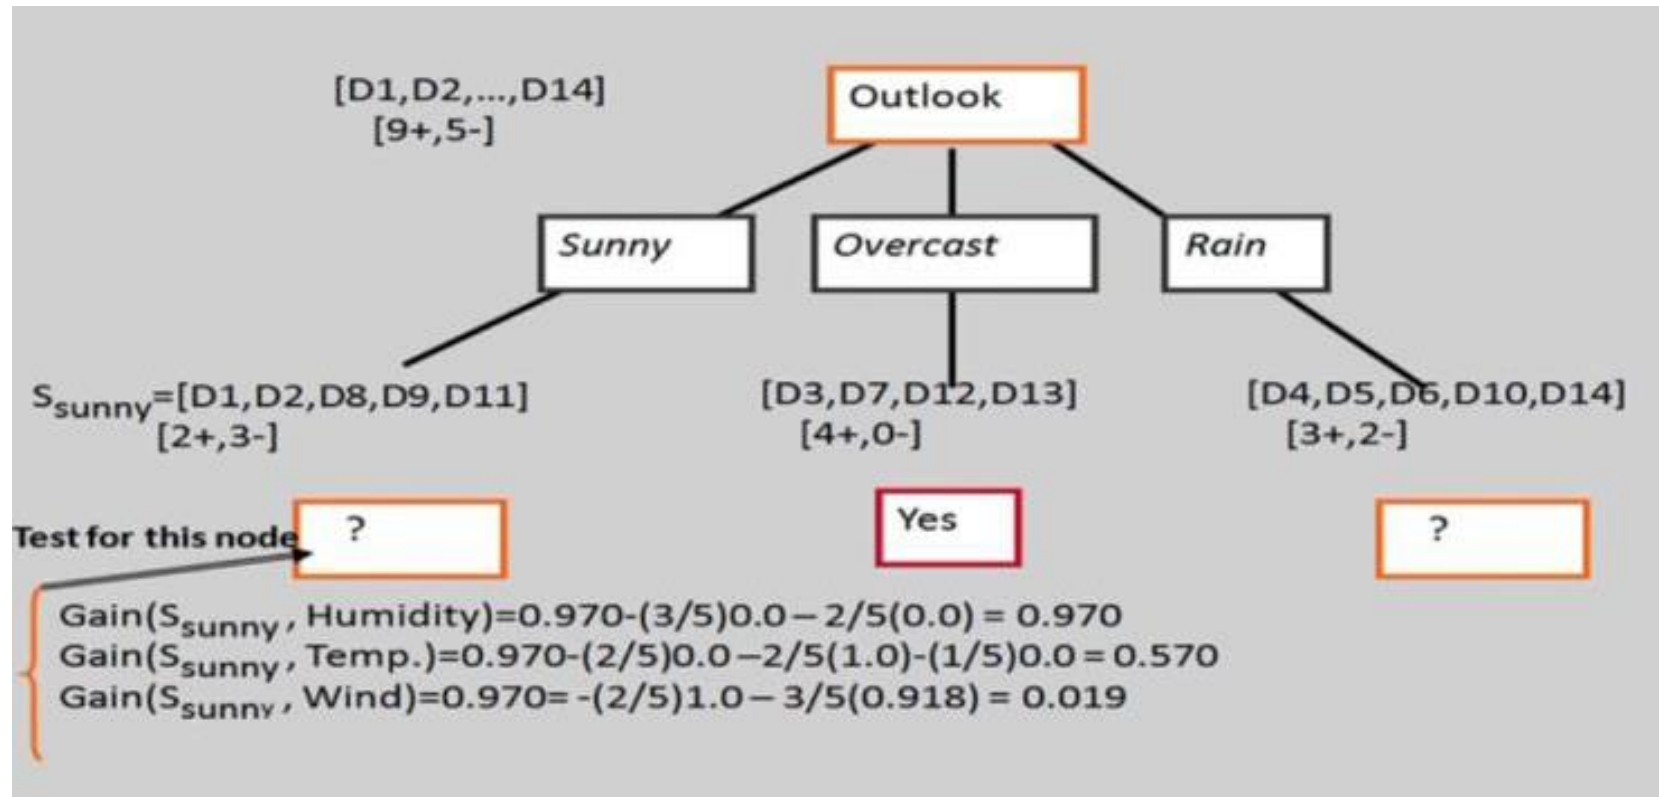 [D1,D2,...,D14]
[9+,5-]
Outlook
Sunny
Overcast
Rain
S_sunny=[D1,D2,D8,D9,D11]
[2+,3-]
[D3,D7,D12,D13]
[4+,0-]
[D4,D5,D6,D10,D14]
[3+,2-]
Test for this node
?
Yes
?
Gain(S_sunny, Humidity)=0.970-(3/5)0.0–2/5(0.0) = 0.970
Gain(S_sunny, Temp.)=0.970-(2/5)0.0–2/5(1.0)-(1/5)0.0 = 0.570
Gain(S_sunny, Wind)=0.970= -(2/5)1.0–3/5(0.918) = 0.019